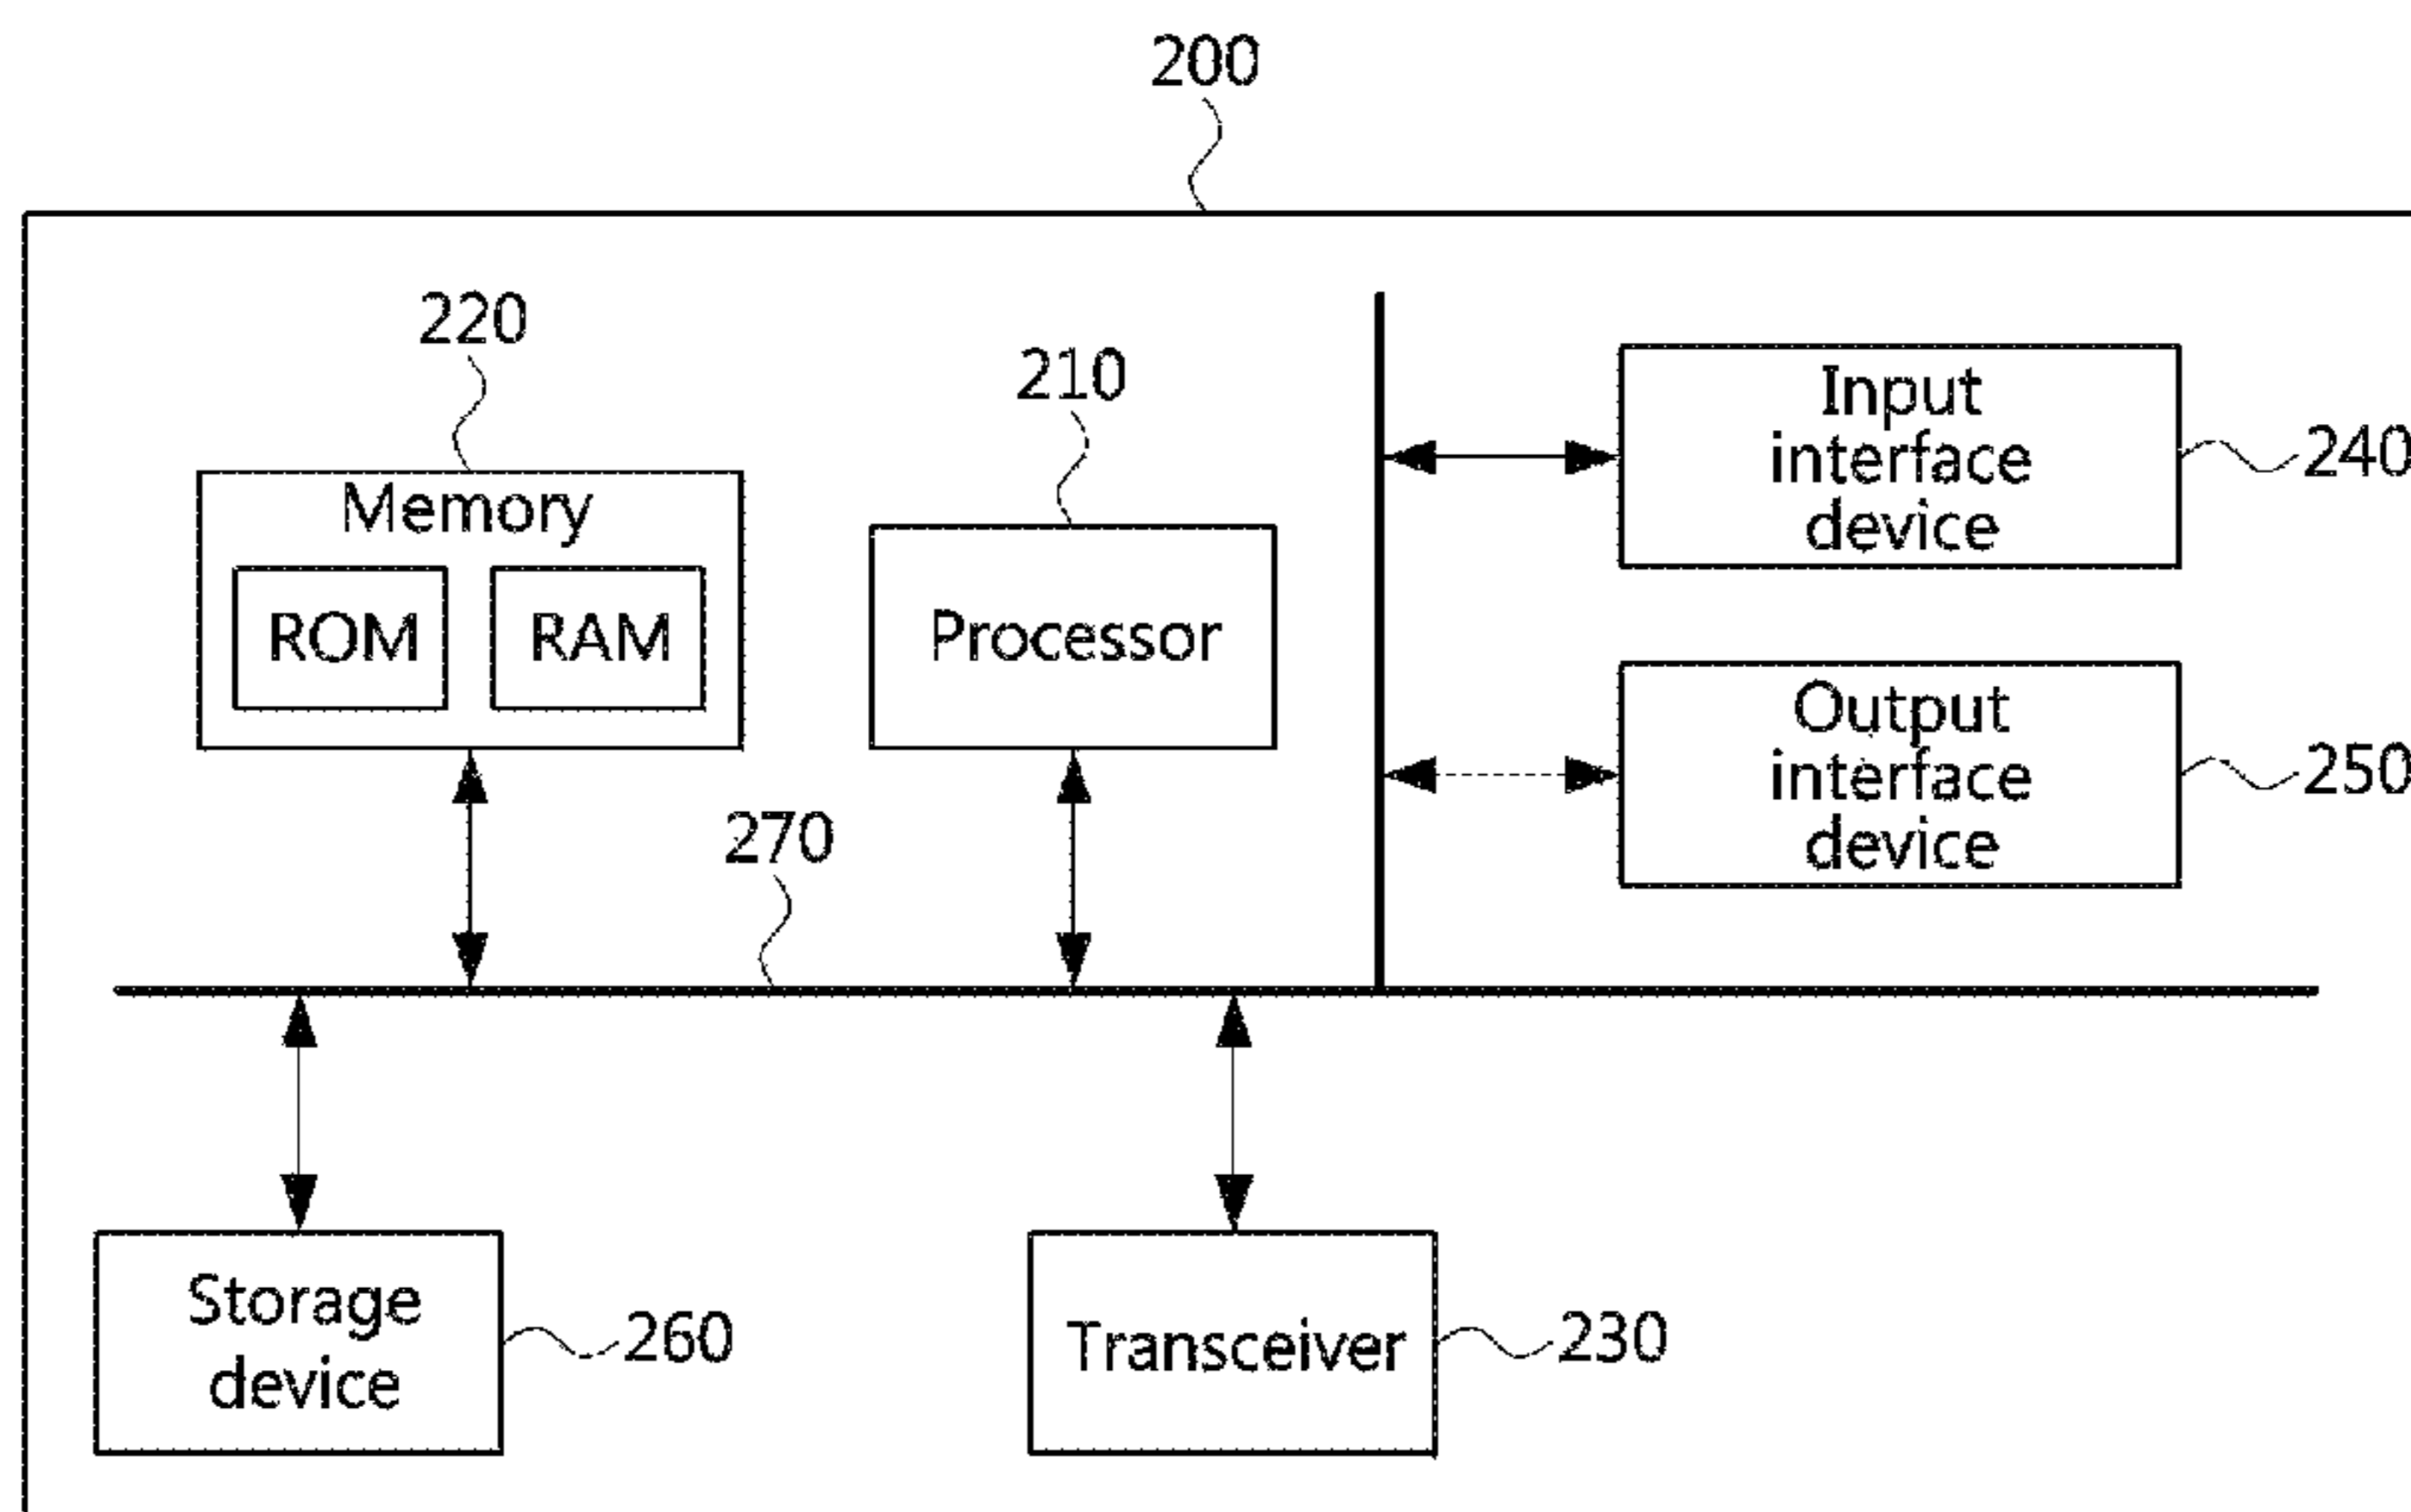 200
220
210
Memory
ROM
RAM
Processor
Input
interface
device
240
Output
interface
device
250
270
Storage
device
260
Transceiver
230